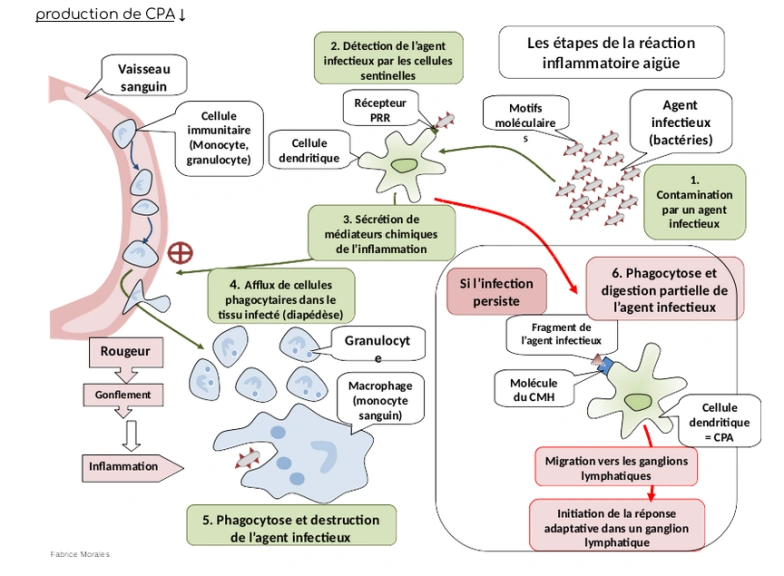 production de CPA↓
Les étapes de la réaction
inflammatoire aigüe
2. Détection de l'agent
infectieux par les cellules
sentinelles
Vaisseau
sanguin
Cellule
immunitaire
(Monocyte,
granulocyte)
Récepteur
PRR
Cellule
dendritique
Motifs
moléculaire
s
Agent
infectieux
(bactéries)
1.
Contamination
par un agent
infectieux
3. Sécrétion de
médiateurs chimiques
de l'inflammation
4. Afflux de cellules
phagocytaires dans le
tissu infecté (diapédèse)
Si l'infection
persiste
6. Phagocytose et
digestion partielle de
l'agent infectieux
Rougeur
Gonflement
Inflammation
Granulocyt
e
Macrophage
(monocyte
sanguin)
Fragment de
l'agent infectieux
Molécule
du CMH
Cellule
dendritique
= CPA
Migration vers les ganglions
lymphatiques
Initiation de la réponse
adaptative dans un ganglion
lymphatique
5. Phagocytose et destruction
de l'agent infectieux
Fabrice Morales